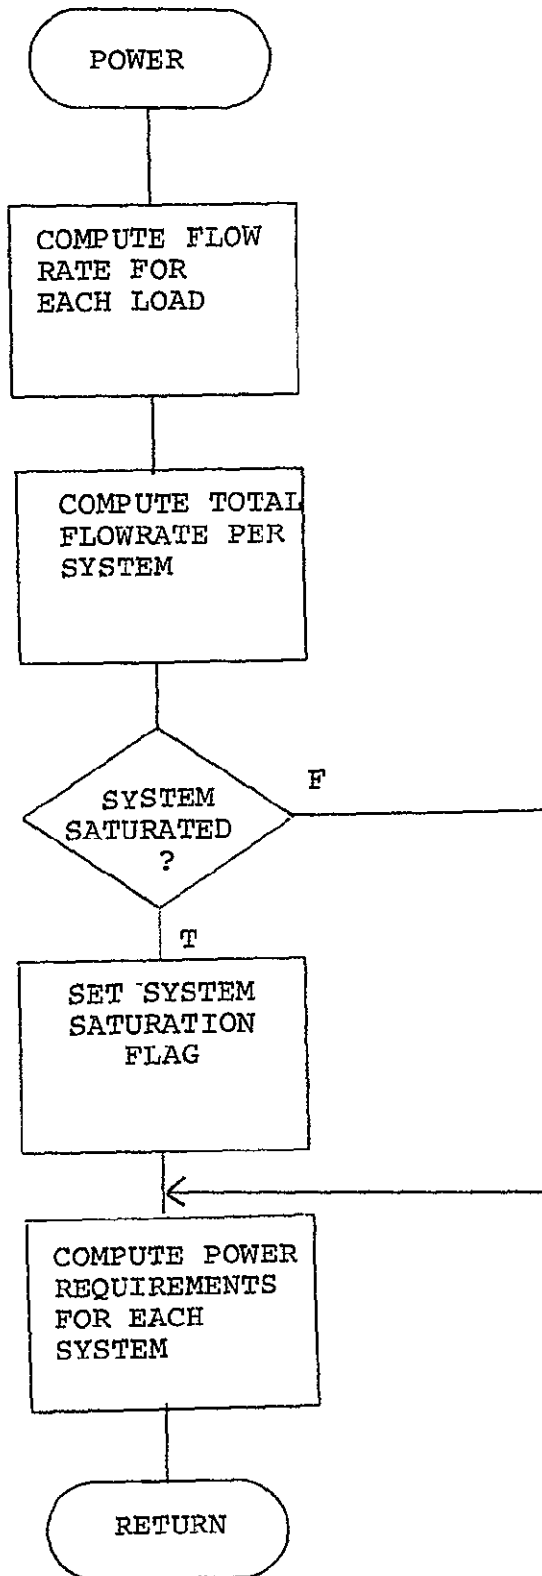 POWER
COMPUTE FLOW
RATE FOR
EACH LOAD
COMPUTE TOTAL
FLOWRATE PER
SYSTEM
SYSTEM
SATURATED
?
F
T
SET SYSTEM
SATURATION
FLAG
COMPUTE POWER
REQUIREMENTS
FOR EACH
SYSTEM
RETURN